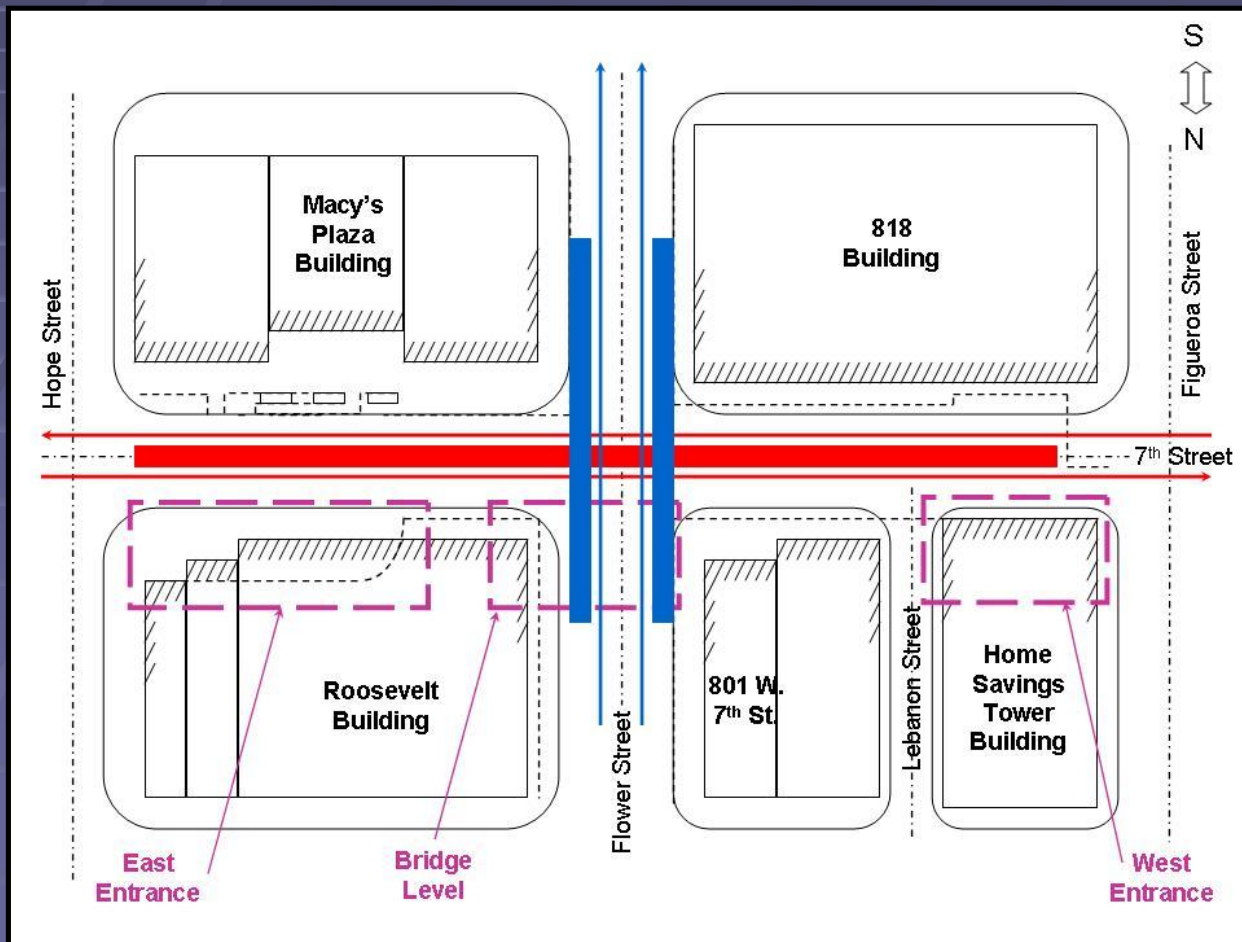 S
N
Macy's
Plaza
Building
818
Building
Hope Street
Figueroa Street
7th Street
Roosevelt
Building
801 W.
7th St.
Home
Savings
Tower
Building
Lebanon Street
Flower Street
East
Entrance
Bridge
Level
West
Entrance